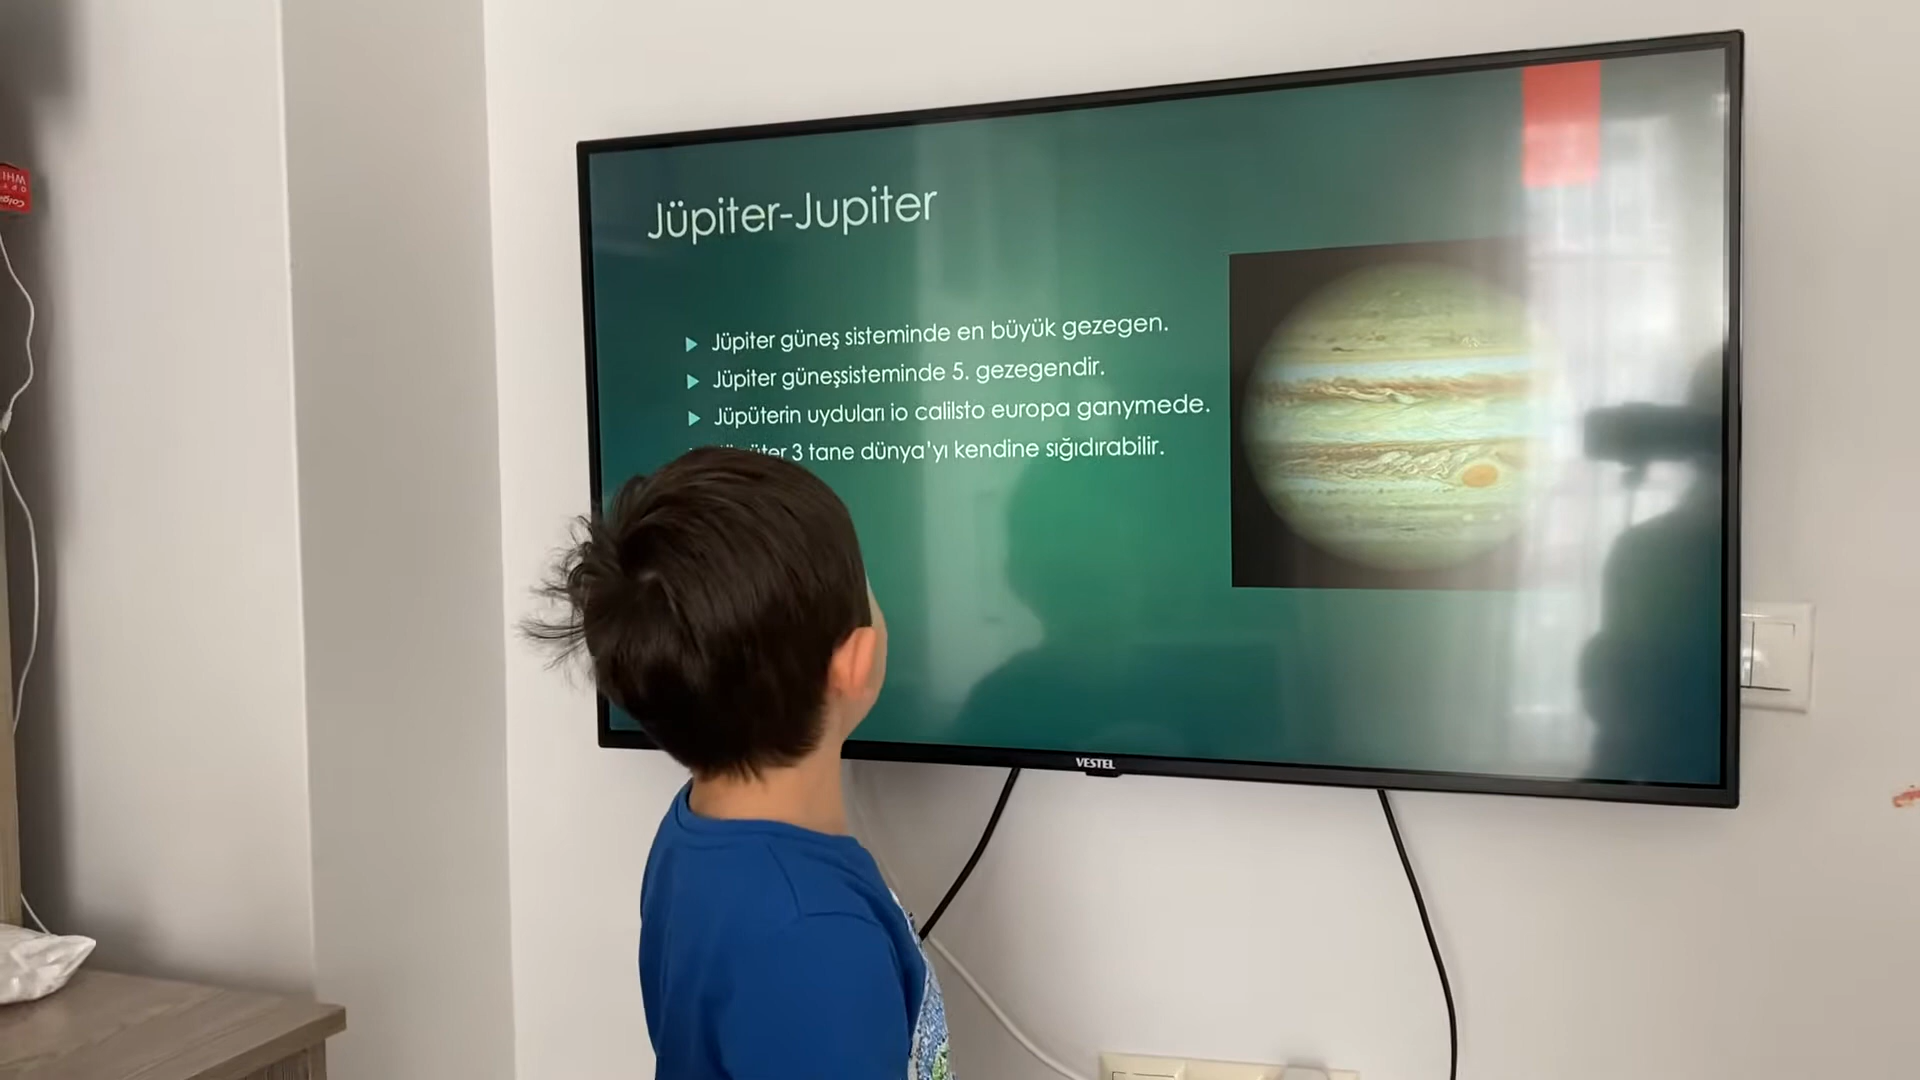 Jüpiter-Jupiter
Jüpiter güneş sisteminde en büyük gezegen.
Jüpiter güneşsisteminde 5. gezegendir.
Jüpüterin uyduları io calilsto europa ganymede.
3 tane dünya'yı kendine sığıdırabilir.
VESTEL